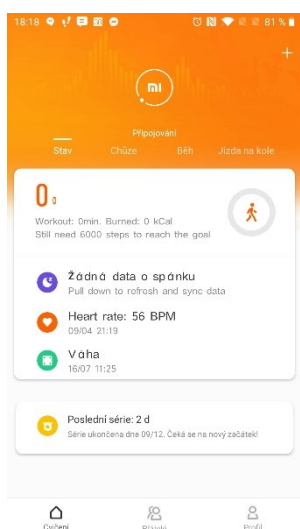 18:18 81 %
mi
Připojování
Stav Chůze Běh Jízda na kole
0 0
Workout: 0min. Burned: 0 kCal
Still need 6000 steps to reach the goal
Žádná data o spánku
Pull down to rofrosh and sync data
Heart rate: 56 BPM
09/04 21:19
Váha
16/07 11:25
Poslední série: 2 d
Série ukončena dne 09/12. Čeká se na nový začátek!
Cvičení Profil